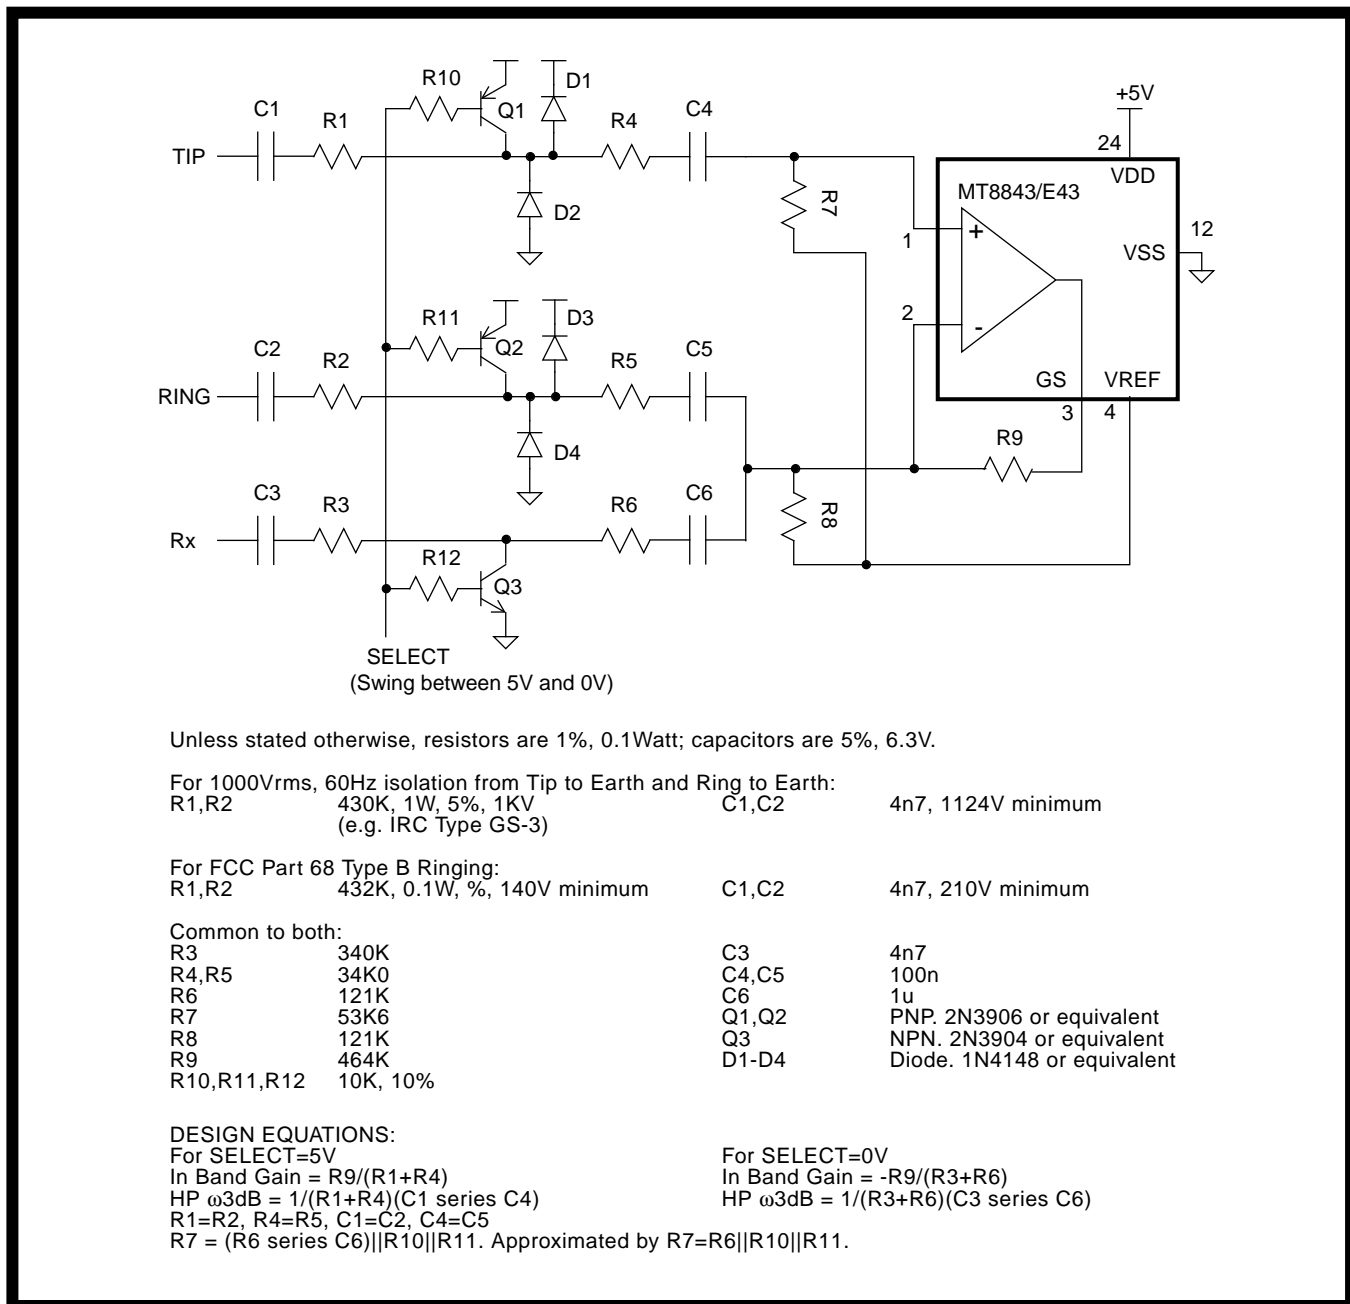 R10
D1
Q1
C1
R1
R4
C4
TIP
D2
R7
+5V
24
VDD
MT8843/E43
1
+
12
VSS
2
-
GS
VREF
3
4
R11
D3
Q2
C2
R2
R5
C5
RING
D4
R9
C3
R3
R6
C6
R8
Rx
R12
Q3
SELECT
(Swing between 5V and 0V)
Unless stated otherwise, resistors are 1%, 0.1Watt; capacitors are 5%, 6.3V.
For 1000Vrms, 60Hz isolation from Tip to Earth and Ring to Earth:
R1,R2 430K, 1W, 5%, 1KV C1,C2 4n7, 1124V minimum
(e.g. IRC Type GS-3)
For FCC Part 68 Type B Ringing:
R1,R2 432K, 0.1W, %, 140V minimum C1,C2 4n7, 210V minimum
Common to both:
R3 340K C3 4n7
R4,R5 34K0 C4,C5 100n
R6 121K C6 1u
R7 53K6 Q1,Q2 PNP. 2N3906 or equivalent
R8 121K Q3 NPN. 2N3904 or equivalent
R9 464K D1-D4 Diode. 1N4148 or equivalent
R10,R11,R12 10K, 10%
DESIGN EQUATIONS:
For SELECT=5V For SELECT=0V
In Band Gain = R9/(R1+R4) In Band Gain = -R9/(R3+R6)
HP ω3dB = 1/(R1+R4)(C1 series C4) HP ω3dB = 1/(R3+R6)(C3 series C6)
R1=R2, R4=R5, C1=C2, C4=C5
R7 = (R6 series C6)||R10||R11. Approximated by R7=R6||R10||R11.